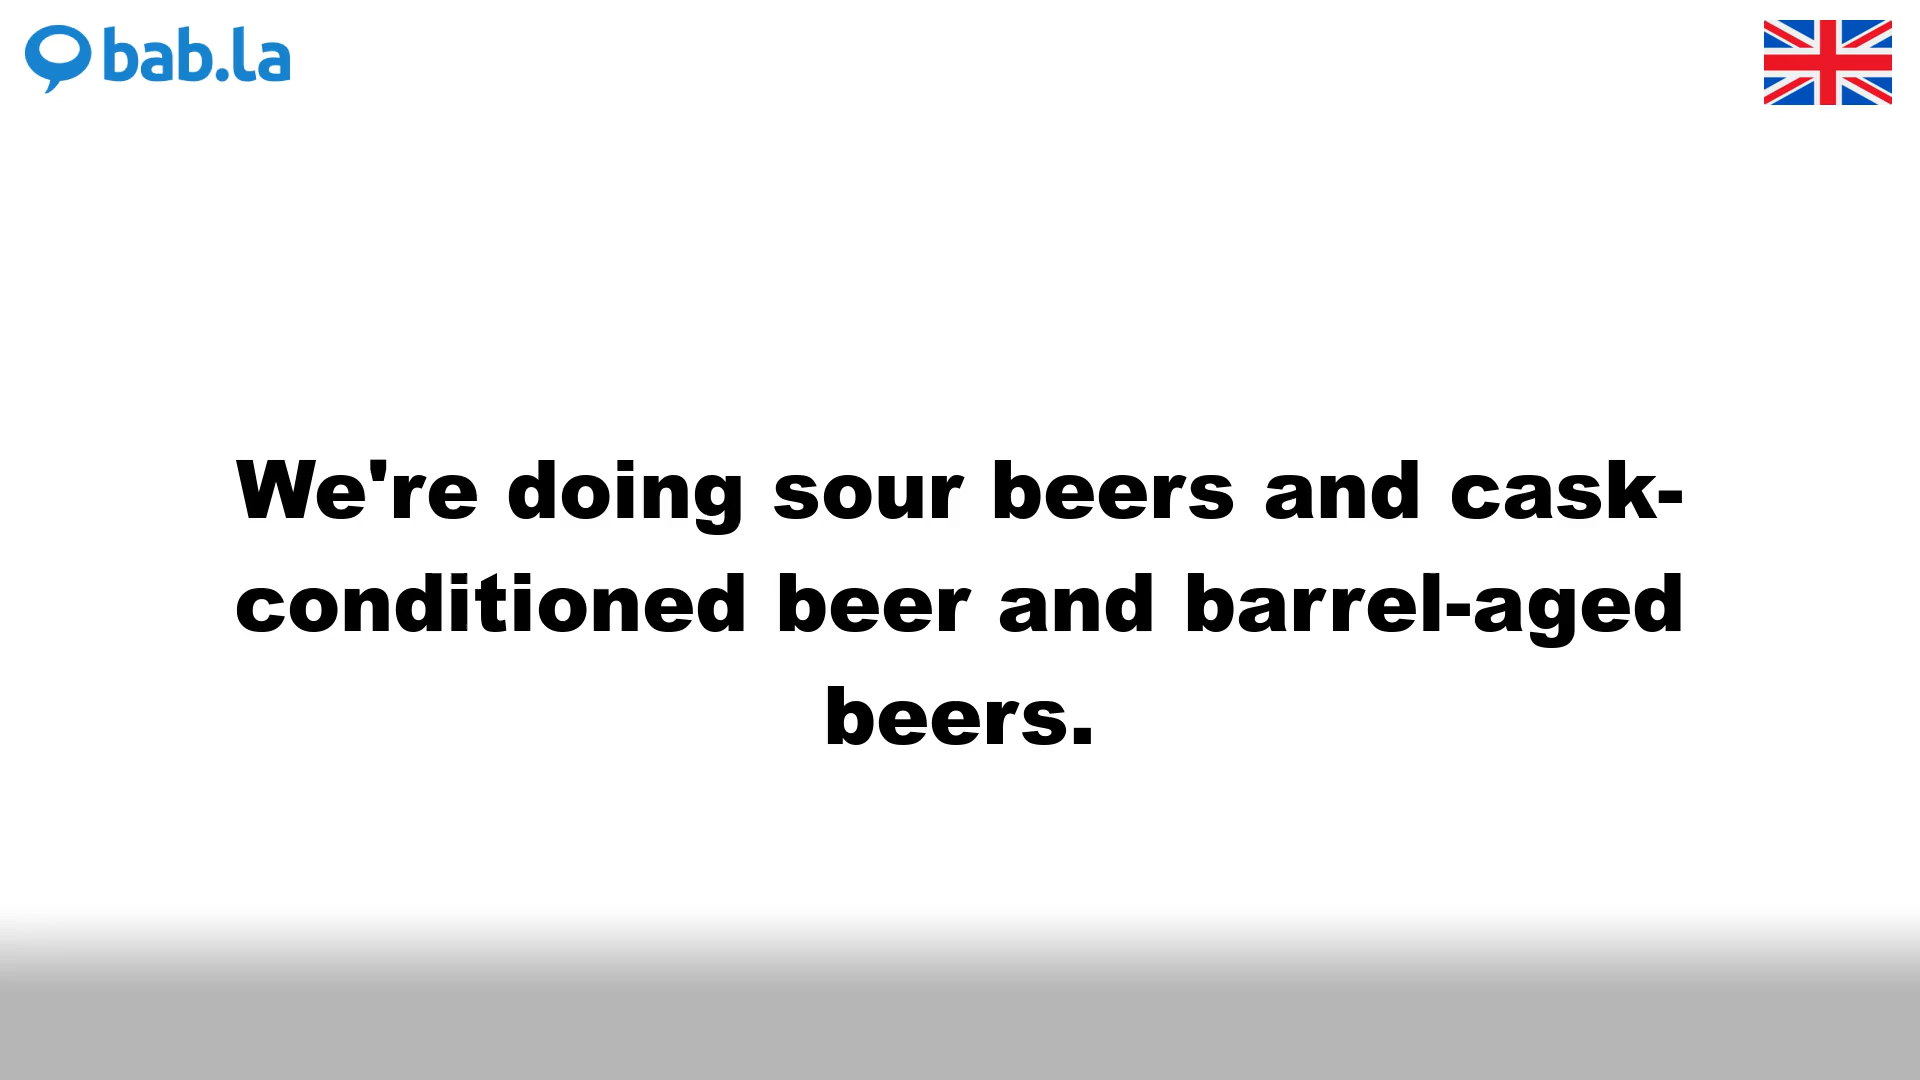 bab.la
We're doing sour beers and cask-
conditioned beer and barrel-aged
beers.